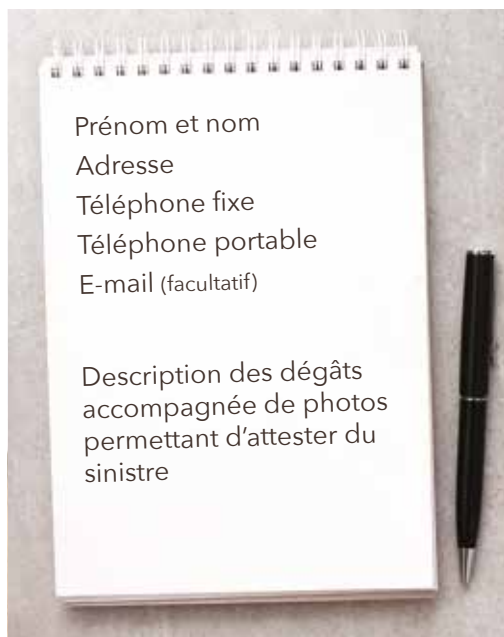 Prénom et nom
Adresse
Téléphone fixe
Téléphone portable
E-mail (facultatif)
Description des dégâts
accompagnée de photos
permettant d’attester du
sinistre